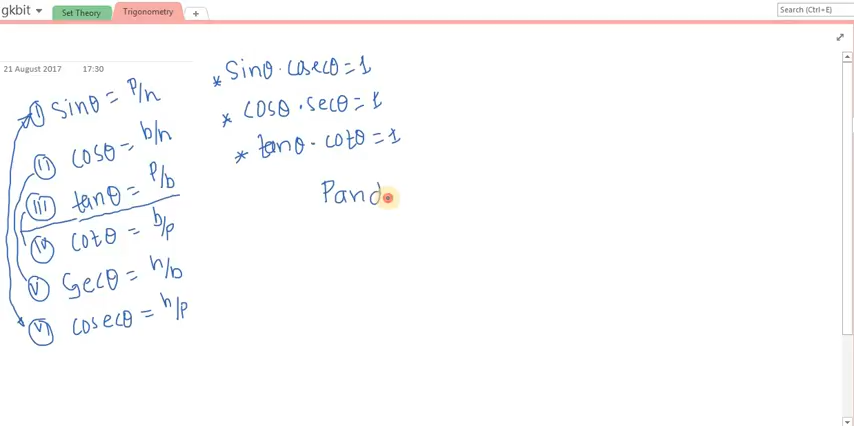 gkbit
Set Theory
Trigonometry
+
Search (Ctrl+E)
21 August 2017 17:30
(i) sinθ = P/h
(ii) cosθ = b/h
(iii) tanθ = P/b
(iv) cotθ = b/p
(v) secθ = h/b
(vi) cosecθ = h/p
* sinθ · cosecθ = 1
* cosθ · secθ = 1
* tanθ · cotθ = 1
Pand